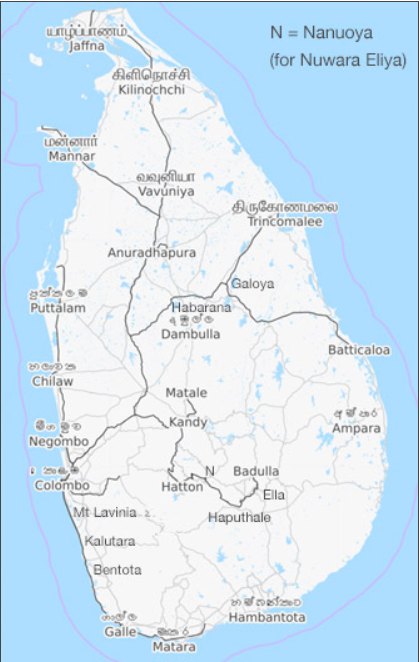 யாழ்ப்பாணம்
Jaffna
N = Nanuoya
(for Nuwara Eliya)
கிளிநொச்சி
Kilinochchi
மன்னார்
Mannar
வவுனியா
Vavuniya
திருகோணமலை
Trincomalee
Anuradhapura
Galoya
පුත්තලම
Puttalam
Habarana
දඹුල්ල
Dambulla
Batticaloa
හලාවත
Chilaw
Matale
අම්පාර
Ampara
මීගමුව
Negombo
Kandy
Colombo
N
Badulla
Hatton
Ella
Mt Lavinia
Haputhale
Kalutara
Bentota
හම්බන්තොට
Hambantota
ගාල්ල
Galle
මාතර
Matara